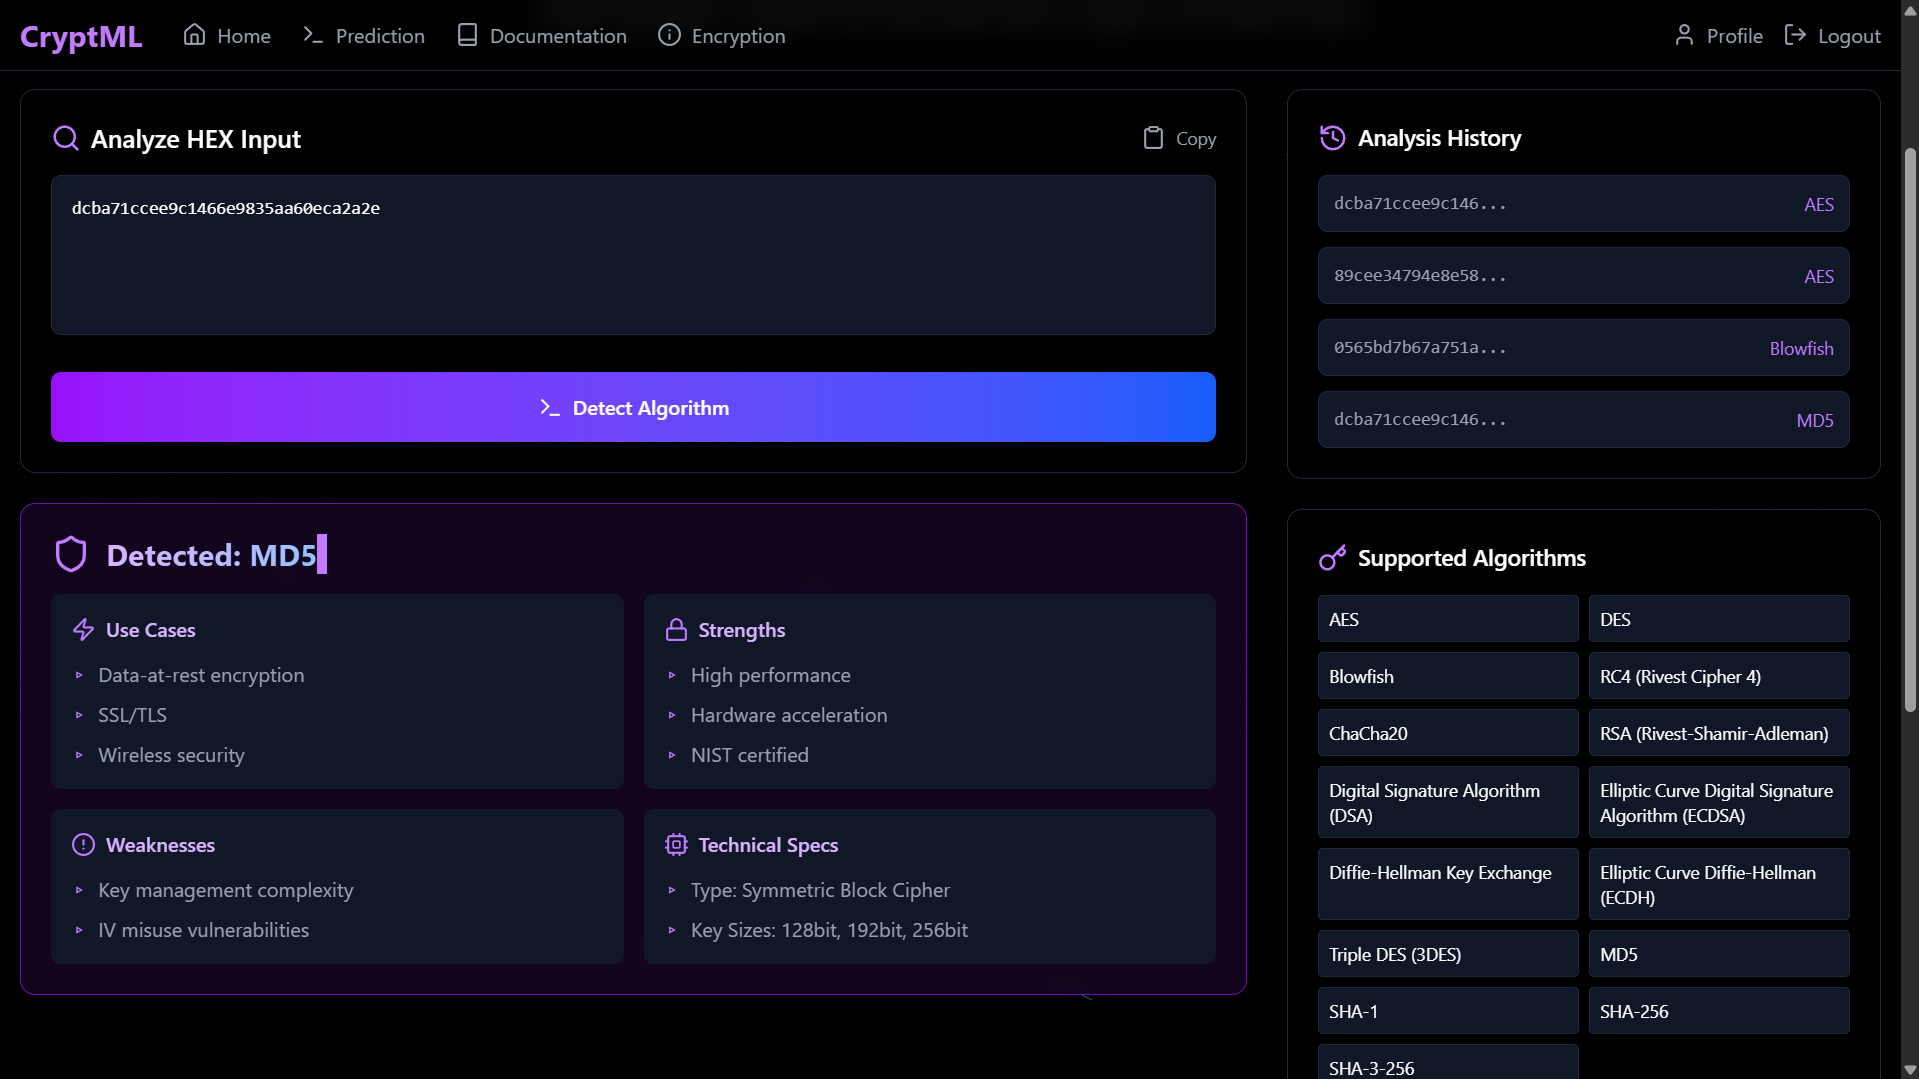 CryptML
Home
Prediction
Documentation
Encryption
Profile
Logout
Analyze HEX Input
Copy
dcba71ccee9c1466e9835aa60eca2a2e
Detect Algorithm
Detected: MD5
Use Cases
Data-at-rest encryption
SSL/TLS
Wireless security
Strengths
High performance
Hardware acceleration
NIST certified
Weaknesses
Key management complexity
IV misuse vulnerabilities
Technical Specs
Type: Symmetric Block Cipher
Key Sizes: 128bit, 192bit, 256bit
Analysis History
dcba71ccee9c146... AES
89cee34794e8e58... AES
0565bd7b67a751a... Blowfish
dcba71ccee9c146... MD5
Supported Algorithms
AES
DES
Blowfish
RC4 (Rivest Cipher 4)
ChaCha20
RSA (Rivest-Shamir-Adleman)
Digital Signature Algorithm
(DSA)
Elliptic Curve Digital Signature
Algorithm (ECDSA)
Diffie-Hellman Key Exchange
Elliptic Curve Diffie-Hellman
(ECDH)
Triple DES (3DES)
MD5
SHA-1
SHA-256
SHA-3-256